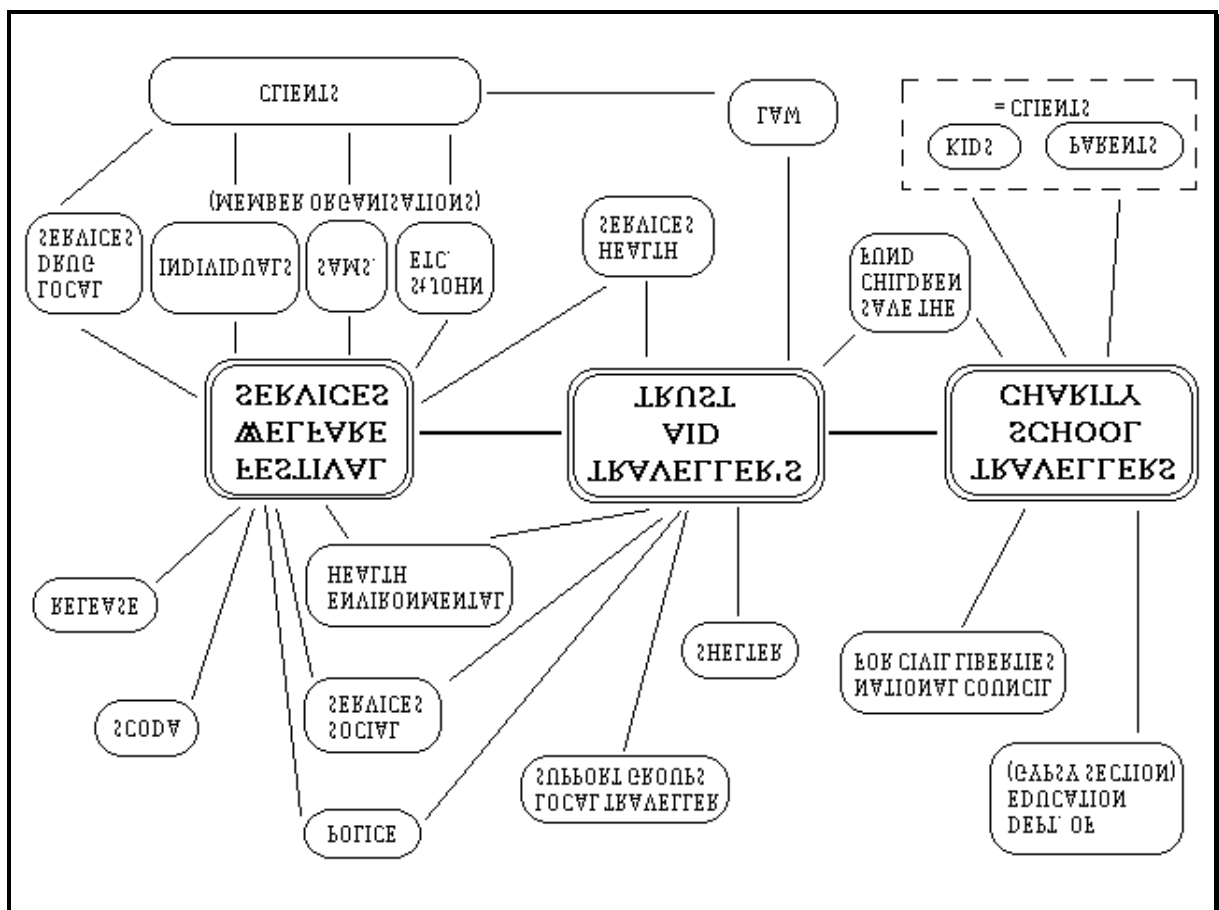 POLICE
LOCAL TRAVELLER
SUPPORT GROUPS
DEPT. OF
EDUCATION
(GYPSY SECTION)
SCODA
SOCIAL
SERVICES
NATIONAL COUNCIL
FOR CIVIL LIBERTIES
SHELTER
RELEASE
ENVIRONMENTAL
HEALTH
FESTIVAL
WELFARE
SERVICES
TRAVELLER'S
AID
TRUST
TRAVELLERS
SCHOOL
CHARITY
LOCAL
DRUG
SERVICES
INDIVIDUALS
SAMS.
St JOHN
ETC.
HEALTH
SERVICES
SAVE THE
CHILDREN
FUND
(MEMBER ORGANISATIONS)
KIDS
PARENTS
= CLIENTS
LAW
CLIENTS